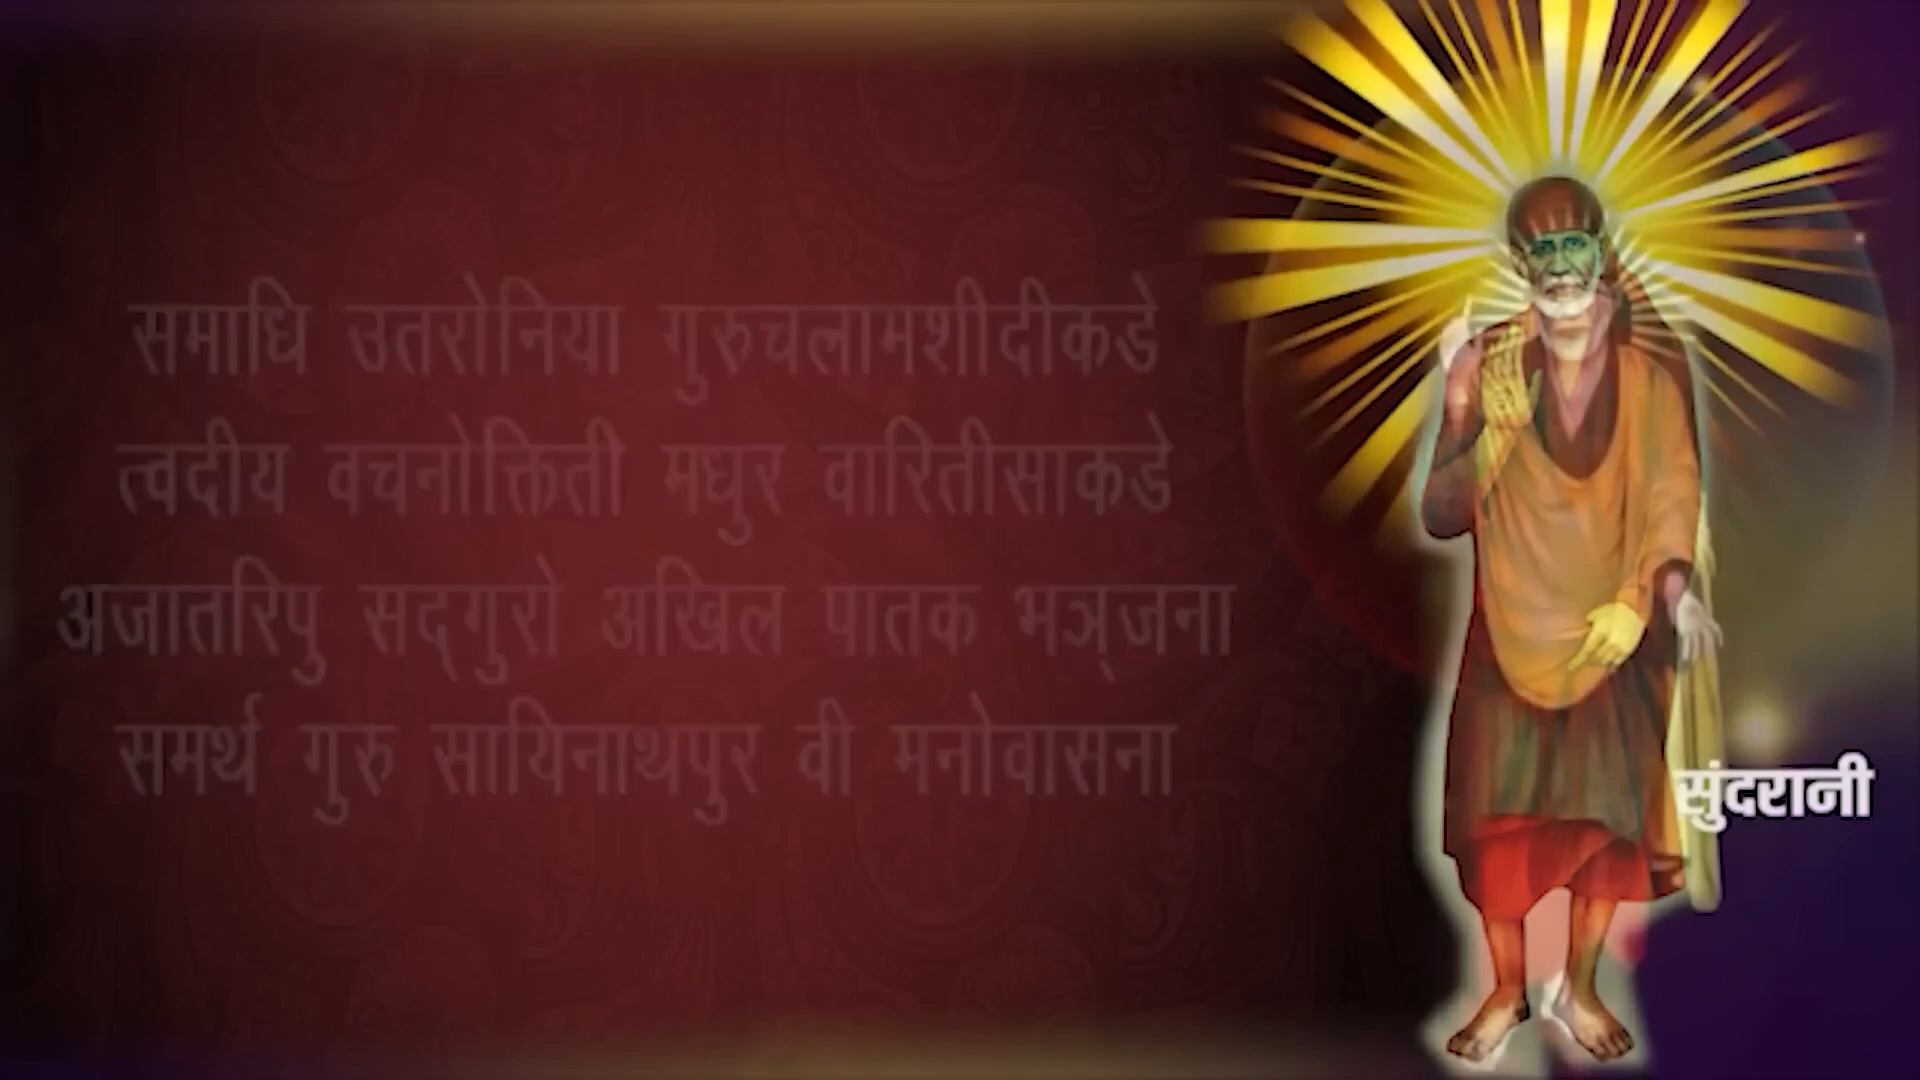 समाधि उतरोनिया गुरुचलामशीदीकडे
त्वदीय वचनोक्तिती मधुर वारितीसाकडे
अजातरिपु सद्गुरो अखिल पातक भञ्जना
समर्थ गुरु सायिनाथपुर वी मनोवासना
सुंदरानी